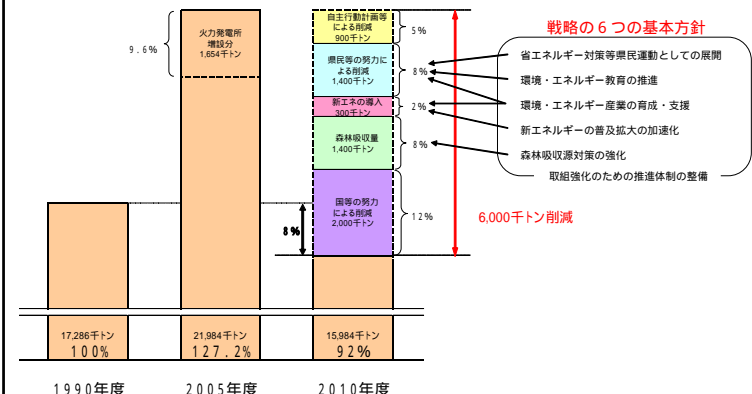 火力発電所
増設分
1,654千トン
9.6%
自主行動計画等
による削減
900千トン
5%
県民等の努力に
よる削減
1,400千トン
8%
新エネの導入
300千トン
2%
森林吸収量
1,400千トン
8%
国等の努力
による削減
2,000千トン
12%
8%
6,000千トン削減
戦略の6つの基本方針
省エネルギー対策等県民運動としての展開
環境・エネルギー教育の推進
環境・エネルギー産業の育成・支援
新エネルギーの普及拡大の加速化
森林吸収源対策の強化
取組強化のための推進体制の整備
17,286千トン
100%
21,984千トン
127.2%
15,984千トン
92%
1990年度
2005年度
2010年度